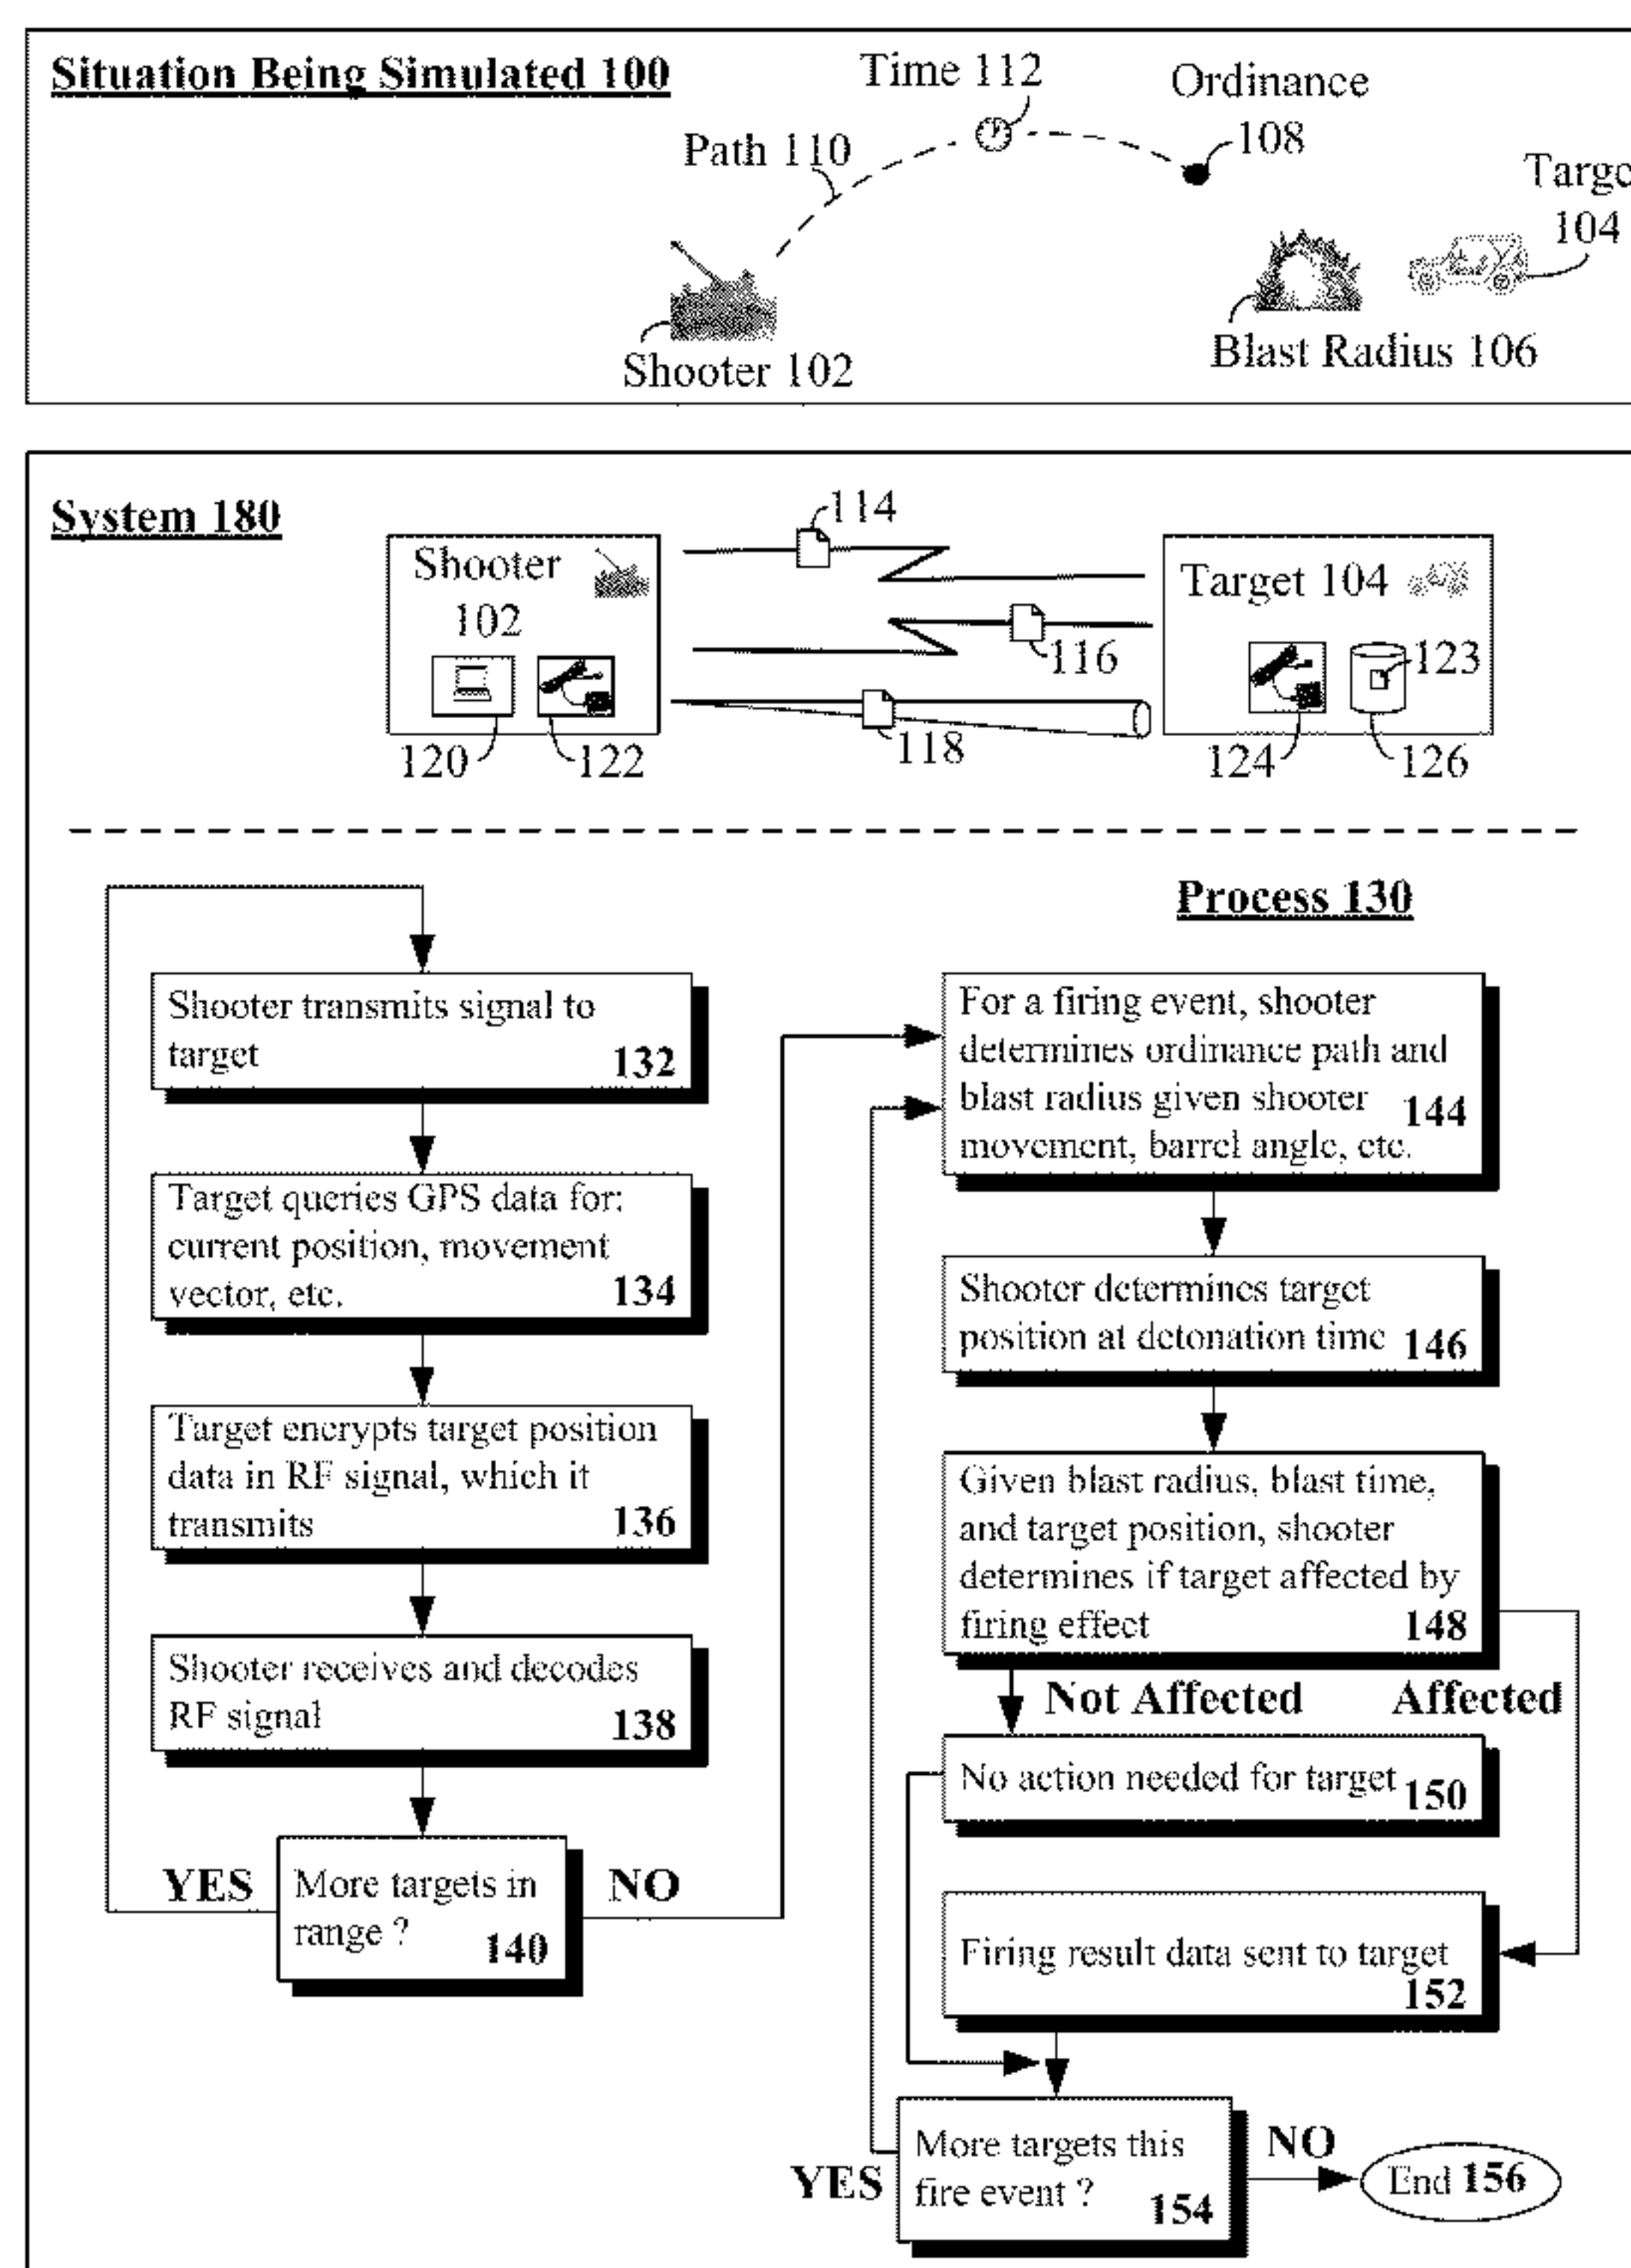 Situation Being Simulated 100
Time 112
Ordinance
108
Path 110
Targe
104
Shooter 102
Blast Radius 106
System 180
114
Shooter
102
Target 104
116
123
118
120
122
124
126
Process 130
Shooter transmits signal to
target 132
Target queries GPS data for:
current position, movement
vector, etc. 134
Target encrypts target position
data in RF signal, which it
transmits 136
Shooter receives and decodes
RF signal 138
YES
More targets in
range ? 140
NO
For a firing event, shooter
determines ordinance path and
blast radius given shooter 144
movement, barrel angle, etc.
Shooter determines target
position at detonation time 146
Given blast radius, blast time,
and target position, shooter
determines if target affected by
firing effect 148
Not Affected
Affected
No action needed for target 150
Firing result data sent to target
152
YES
More targets this
fire event ? 154
NO
End 156